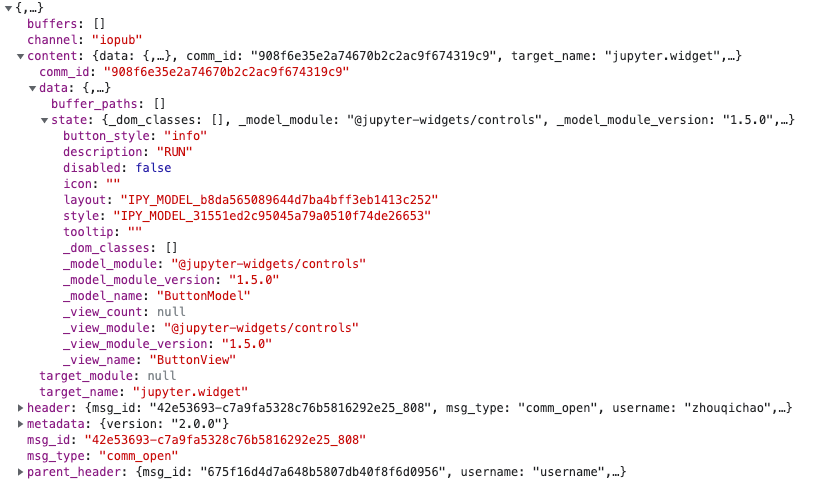 {,…}
buffers: []
channel: "iopub"
content: {data: {,…}, comm_id: "908f6e35e2a74670b2c2ac9f674319c9", target_name: "jupyter.widget",…}
comm_id: "908f6e35e2a74670b2c2ac9f674319c9"
data: {,…}
buffer_paths: []
state: {_dom_classes: [], _model_module: "@jupyter-widgets/controls", _model_module_version: "1.5.0",…}
button_style: "info"
description: "RUN"
disabled: false
icon: ""
layout: "IPY_MODEL_b8da565089644d7ba4bff3eb1413c252"
style: "IPY_MODEL_31551ed2c95045a79a0510f74de26653"
tooltip: ""
_dom_classes: []
_model_module: "@jupyter-widgets/controls"
_model_module_version: "1.5.0"
_model_name: "ButtonModel"
_view_count: null
_view_module: "@jupyter-widgets/controls"
_view_module_version: "1.5.0"
_view_name: "ButtonView"
target_module: null
target_name: "jupyter.widget"
header: {msg_id: "42e53693-c7a9fa5328c76b5816292e25_808", msg_type: "comm_open", username: "zhouqichao",…}
metadata: {version: "2.0.0"}
msg_id: "42e53693-c7a9fa5328c76b5816292e25_808"
msg_type: "comm_open"
parent_header: {msg_id: "675f16d4d7a648b5807db40f8f6d0956", username: "username",…}